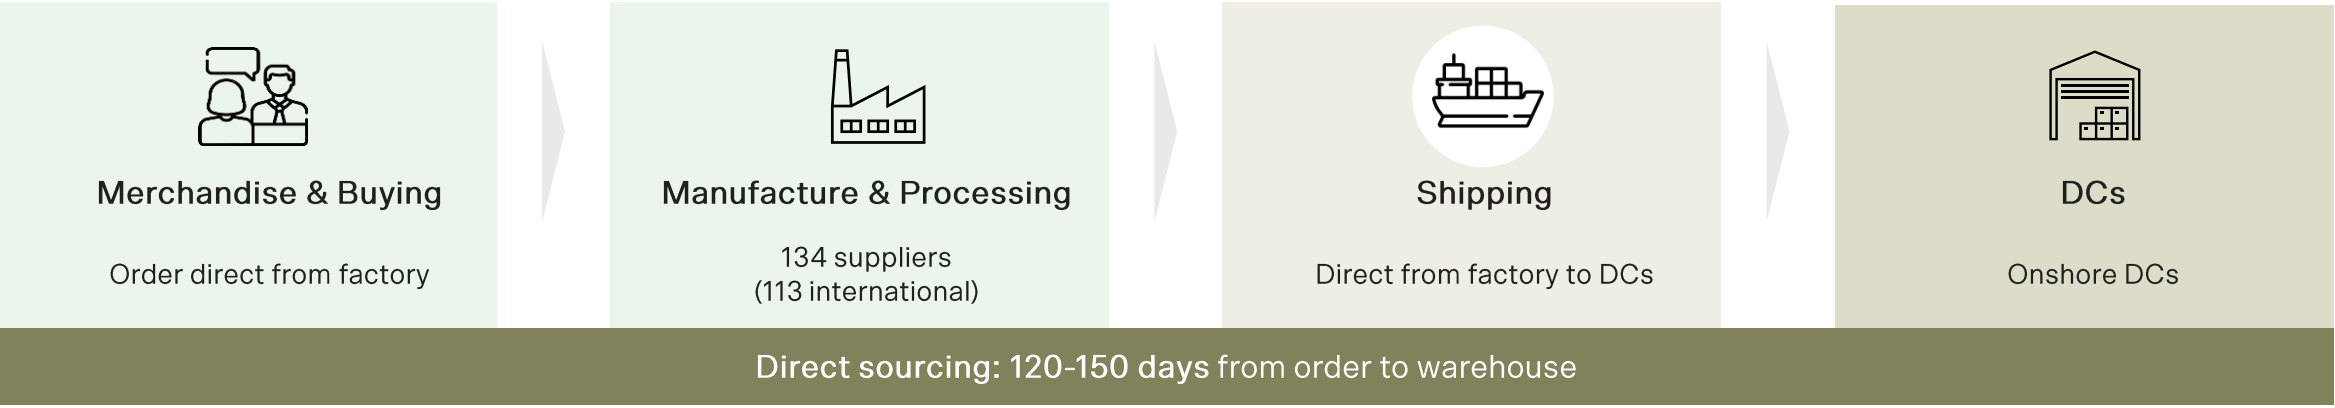 Merchandise & Buying
Order direct from factory
Manufacture & Processing
134 suppliers
(113 international)
Shipping
Direct from factory to DCs
DCs
Onshore DCs
Direct sourcing: 120-150 days from order to warehouse